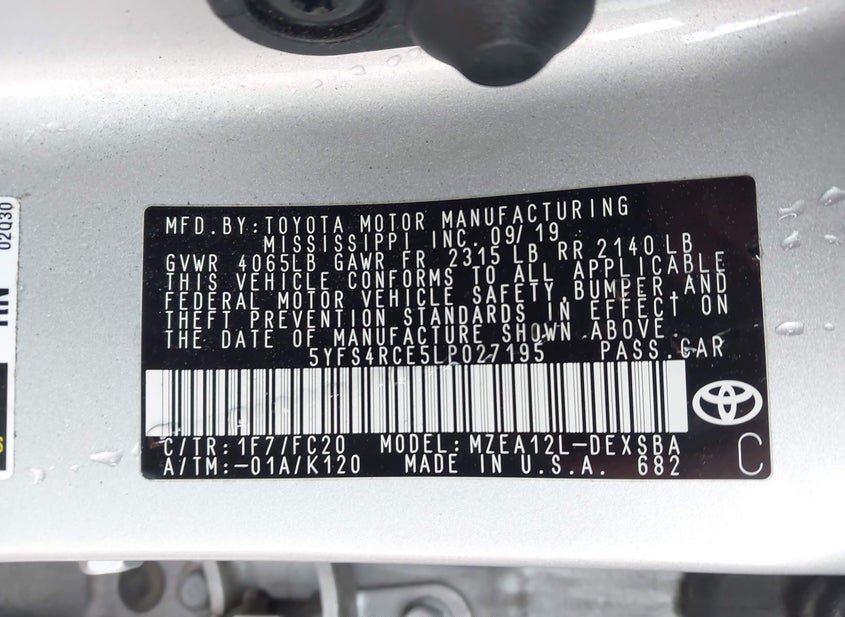 MFD.BY:TOYOTA MOTOR MANUFACTURING
MISSISSIPPI INC. 09/19
GVWR 4065LB GAWR FR 2315 LB RR 2140 LB
THIS VEHICLE CONFORMS TO ALL APPLICABLE
FEDERAL MOTOR VEHICLE SAFETY,BUMPER,AND
THEFT PREVENTION STANDARDS IN EFFECT ON
THE DATE OF MANUFACTURE SHOWN ABOVE.
5YFS4RCE5LP027195 PASS.CAR
C/TR:1F7/FC20 MODEL:MZEA12L-DEXSBA
A/TM:-01A/K120 MADE IN U.S.A. 682
C
02Q30